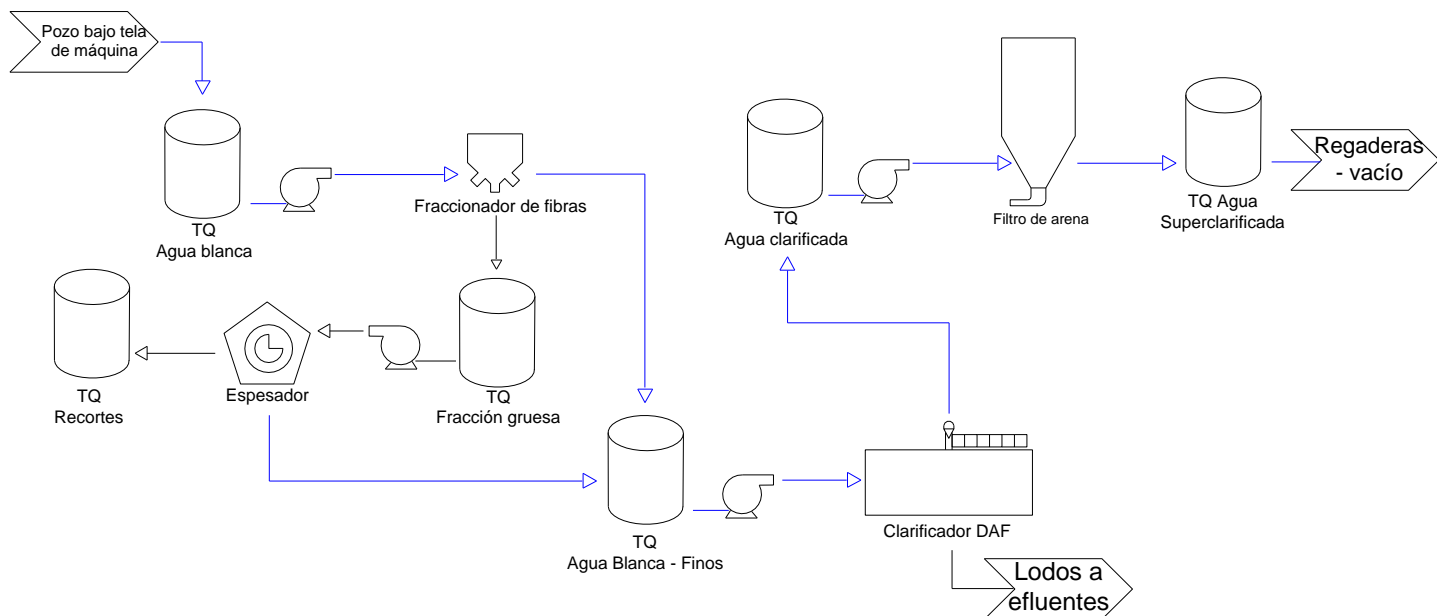 Pozo bajo tela
de máquina
TQ
Agua blanca
Fraccionador de fibras
TQ
Agua clarificada
Filtro de arena
TQ Agua
Superclarificada
Regaderas
- vacío
TQ
Recortes
Espesador
TQ
Fracción gruesa
TQ
Agua Blanca - Finos
Clarificador DAF
Lodos a
efluentes